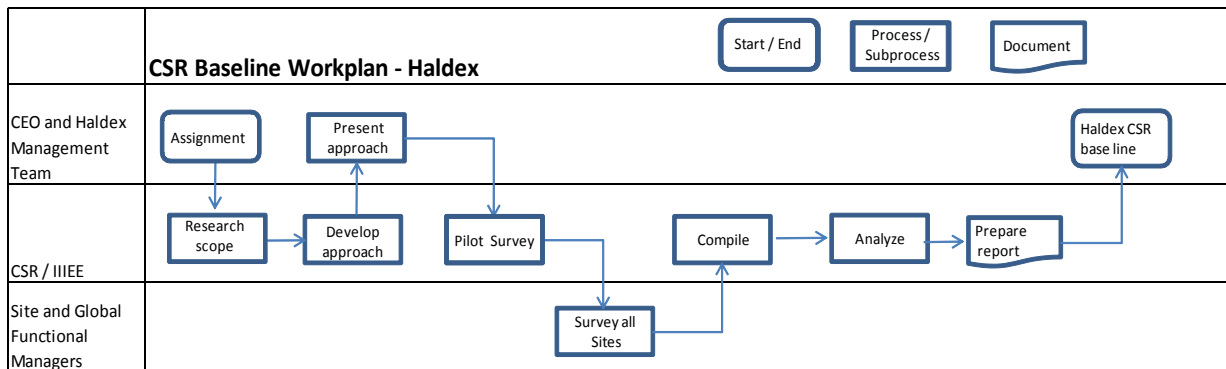 CSR Baseline Workplan - Haldex
Start / End
Process /
Subprocess
Document
CEO and Haldex
Management
Team
Assignment
Present
approach
Haldex CSR
base line
CSR / IIIEE
Research
scope
Develop
approach
Pilot Survey
Compile
Analyze
Prepare
report
Site and Global
Functional
Managers
Survey all
Sites